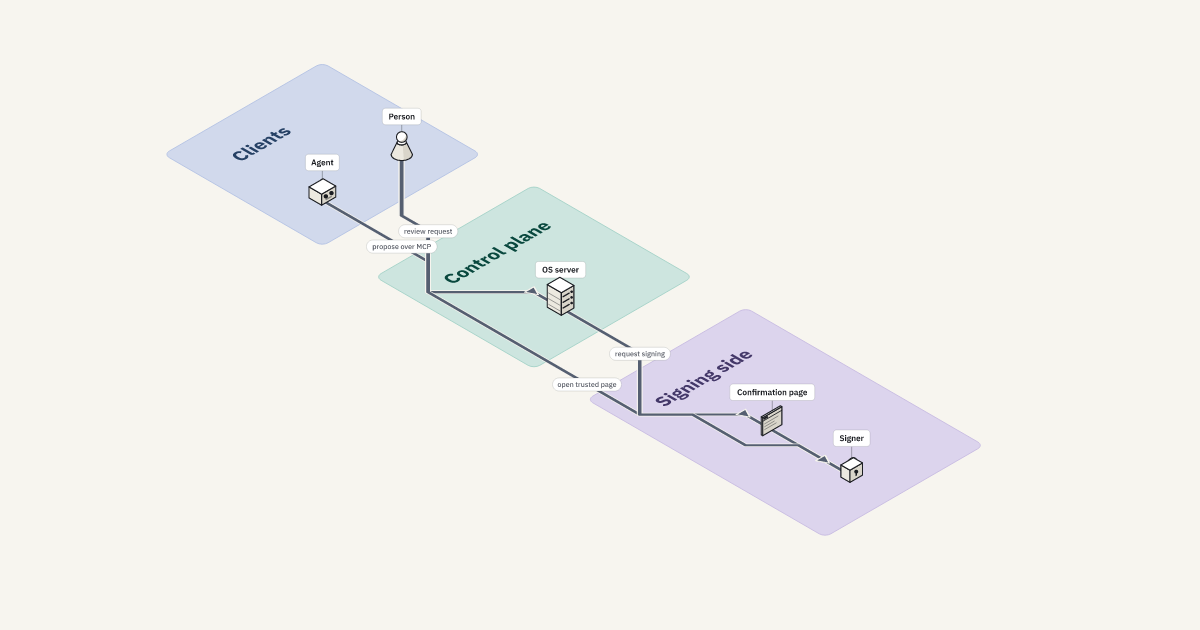 Clients
Person
Agent
review request
propose over MCP
Control plane
OS server
request signing
open trusted page
Signing side
Confirmation page
Signer